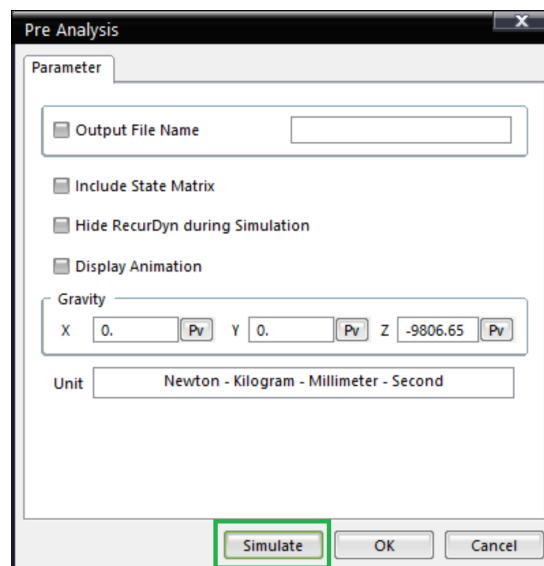 Pre Analysis
x
Parameter
Output File Name
Include State Matrix
Hide RecurDyn during Simulation
Display Animation
Gravity
X 0. Pv Y 0. Pv Z -9806.65 Pv
Unit Newton - Kilogram - Millimeter - Second
Simulate OK Cancel